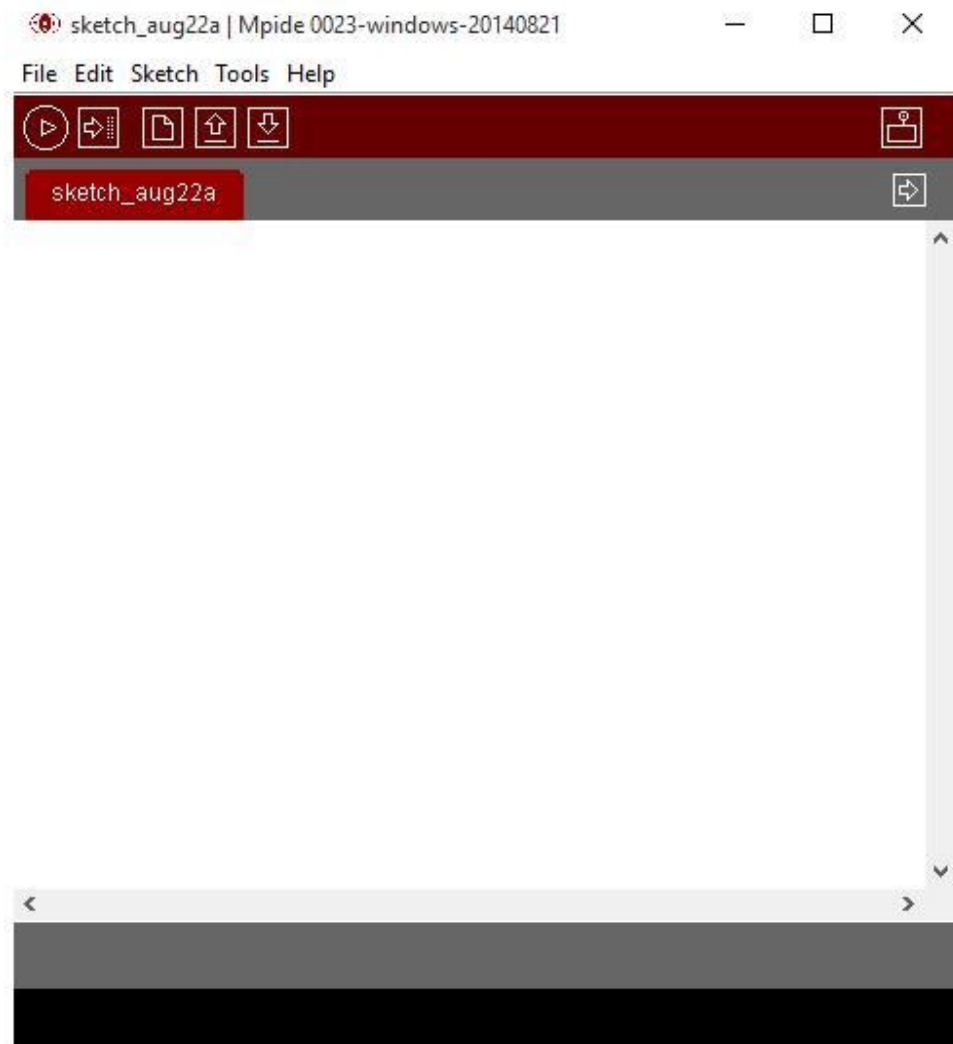 sketch_aug22a | Mpide 0023-windows-20140821
File Edit Sketch Tools Help
sketch_aug22a